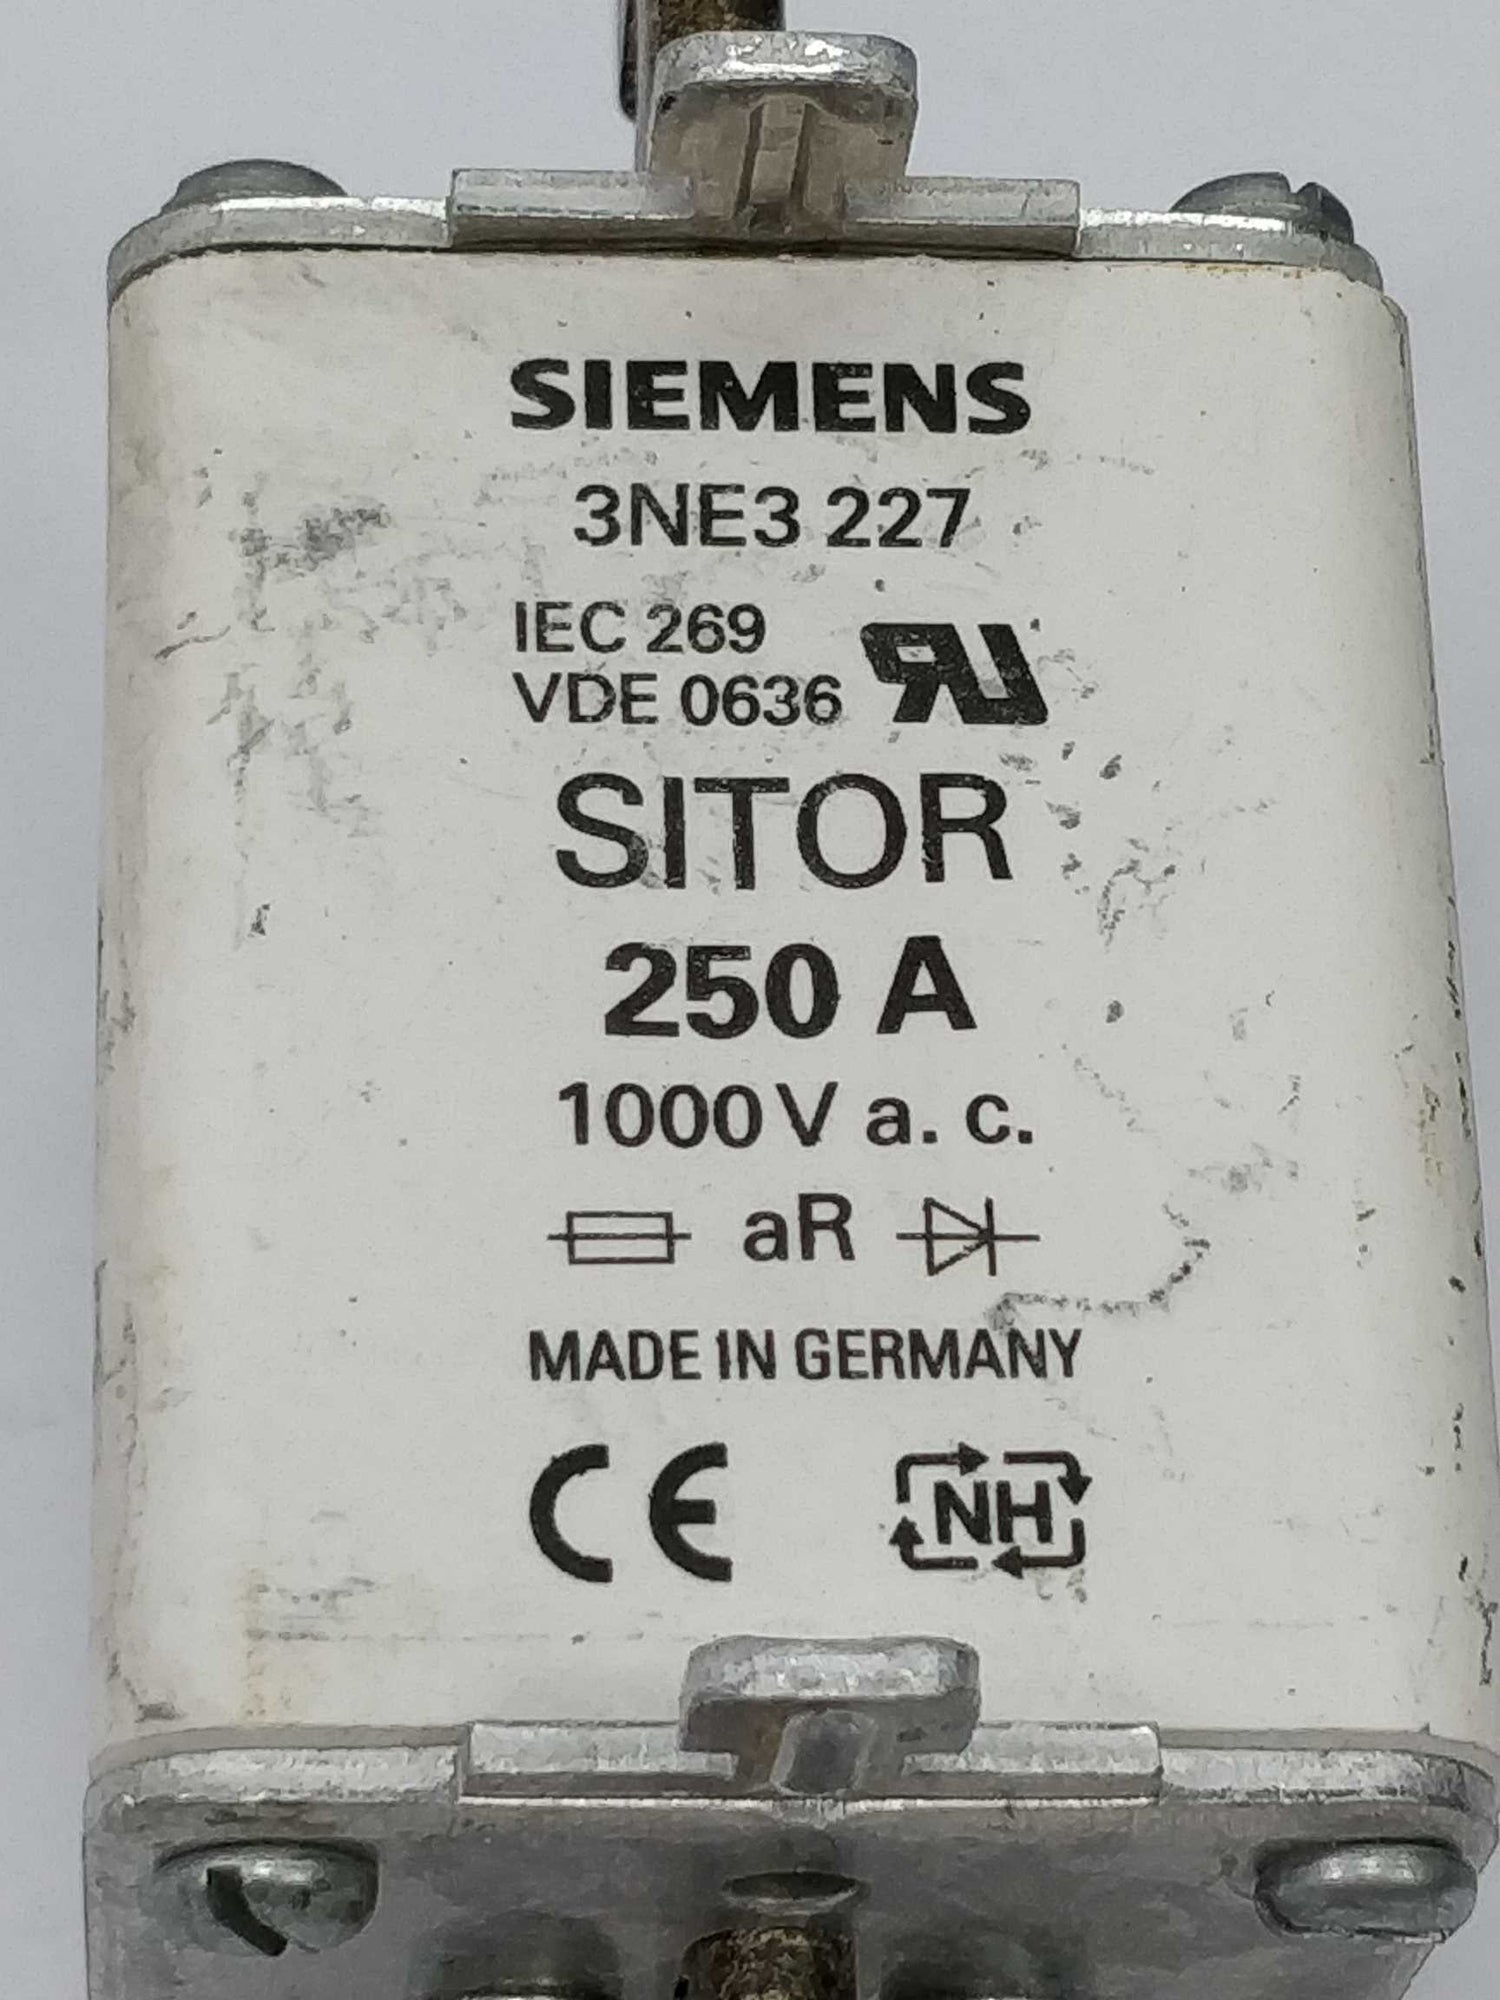 SIEMENS
3NE3 227
IEC 269
VDE 0636
SITOR
250 A
1000 V a. c.
aR
MADE IN GERMANY
CE
NH